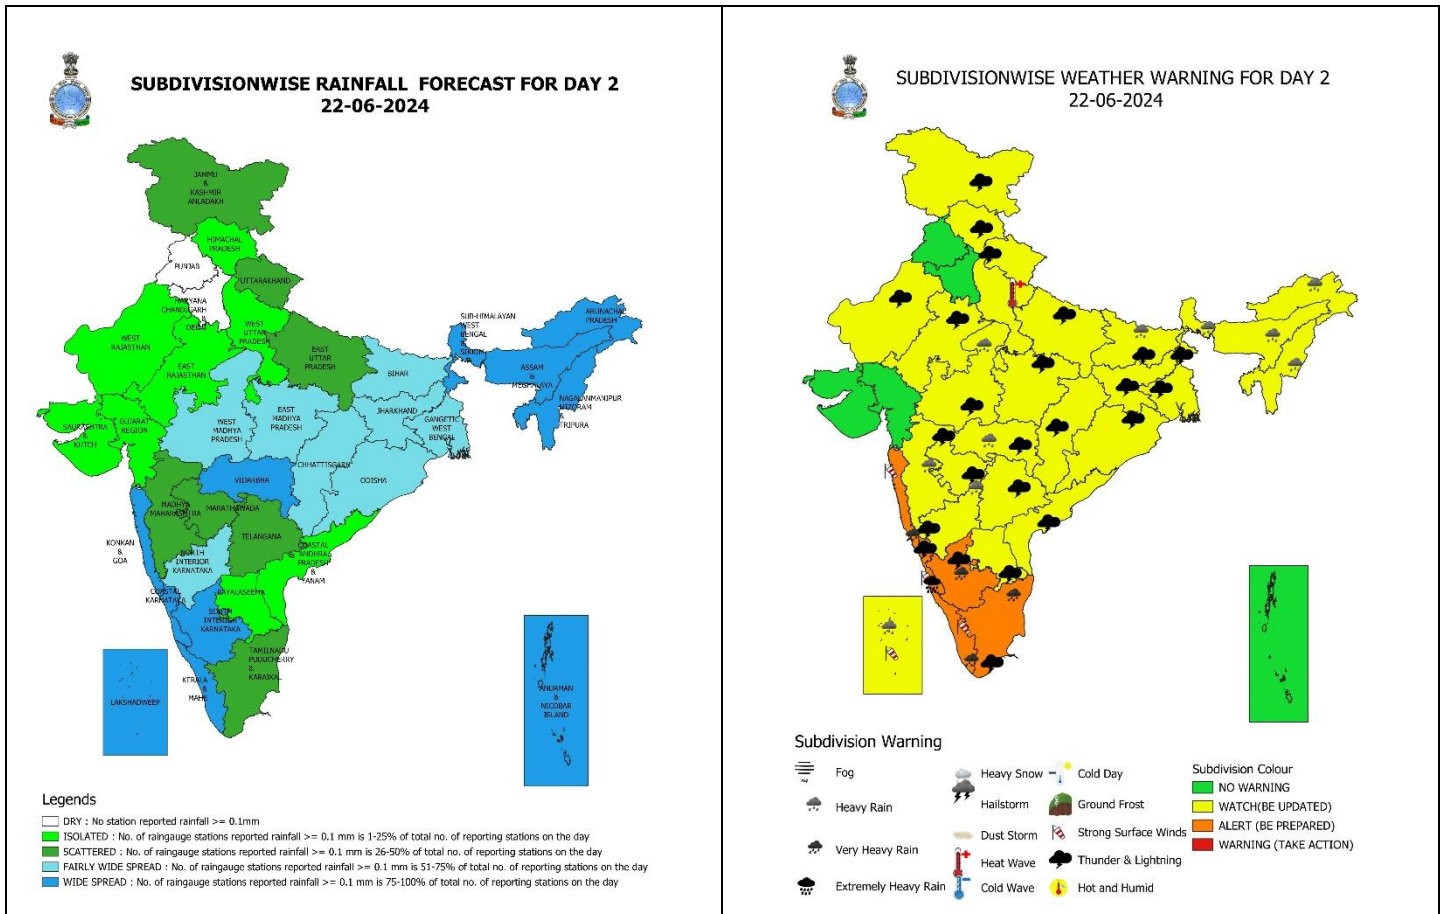 SUBDIVISIONWISE RAINFALL FORECAST FOR DAY 2
22-06-2024
JAMMU
&
KASHMIR
ANLADAKH
HIMACHAL
PRADESH
PUNJAB
UTTARAKHAND
HARYANA
CHANDIGARH
&
DELHI
WEST
RAJASTHAN
WEST
UTTAR
PRADESH
EAST
UTTAR
PRADESH
EAST
RAJASTHAN
SUB-HIMALAYAN
WEST
BENGAL
&
SIKKIM
ARUNACHAL
PRADESH
ASSAM
&
MEGHALAYA
NAGALANMANIPUR
MIZORAM
&
TRIPURA
BIHAR
JHARKHAND
GANGETIC
WEST
BENGAL
SAURASHTRA
&
KUTCH
GUJARAT
REGION
WEST
MADHYA
PRADESH
EAST
MADHYA
PRADESH
CHHATTISGARH
ODISHA
VIDARBHA
MADHYA
MAHARASHTRA
MARATHAWADA
TELANGANA
KONKAN
&
GOA
NORTH
INTERIOR
KARNATAKA
COASTAL
ANDHRA
PRADESH
&
YANAM
COASTAL
KARNATAKA
RAYALASEEMA
SOUTH
INTERIOR
KARNATAKA
TAMILNADU
PUDUCHERRY
&
KARAIKAL
KERALA
&
MAHE
LAKSHADWEEP
ANDAMAN
&
NICOBAR
ISLAND
Legends
DRY : No station reported rainfall >= 0.1mm
ISOLATED : No. of raingauge stations reported rainfall >= 0.1 mm is 1-25% of total no. of reporting stations on the day
SCATTERED : No. of raingauge stations reported rainfall >= 0.1 mm is 26-50% of total no. of reporting stations on the day
FAIRLY WIDE SPREAD : No. of raingauge stations reported rainfall >= 0.1 mm is 51-75% of total no. of reporting stations on the day
WIDE SPREAD : No. of raingauge stations reported rainfall >= 0.1 mm is 75-100% of total no. of reporting stations on the day
SUBDIVISIONWISE WEATHER WARNING FOR DAY 2
22-06-2024
Subdivision Warning
Fog
Heavy Rain
Very Heavy Rain
Extremely Heavy Rain
Heavy Snow
Hailstorm
Dust Storm
Heat Wave
Cold Wave
Cold Day
Ground Frost
Strong Surface Winds
Thunder & Lightning
Hot and Humid
Subdivision Colour
NO WARNING
WATCH(BE UPDATED)
ALERT (BE PREPARED)
WARNING (TAKE ACTION)